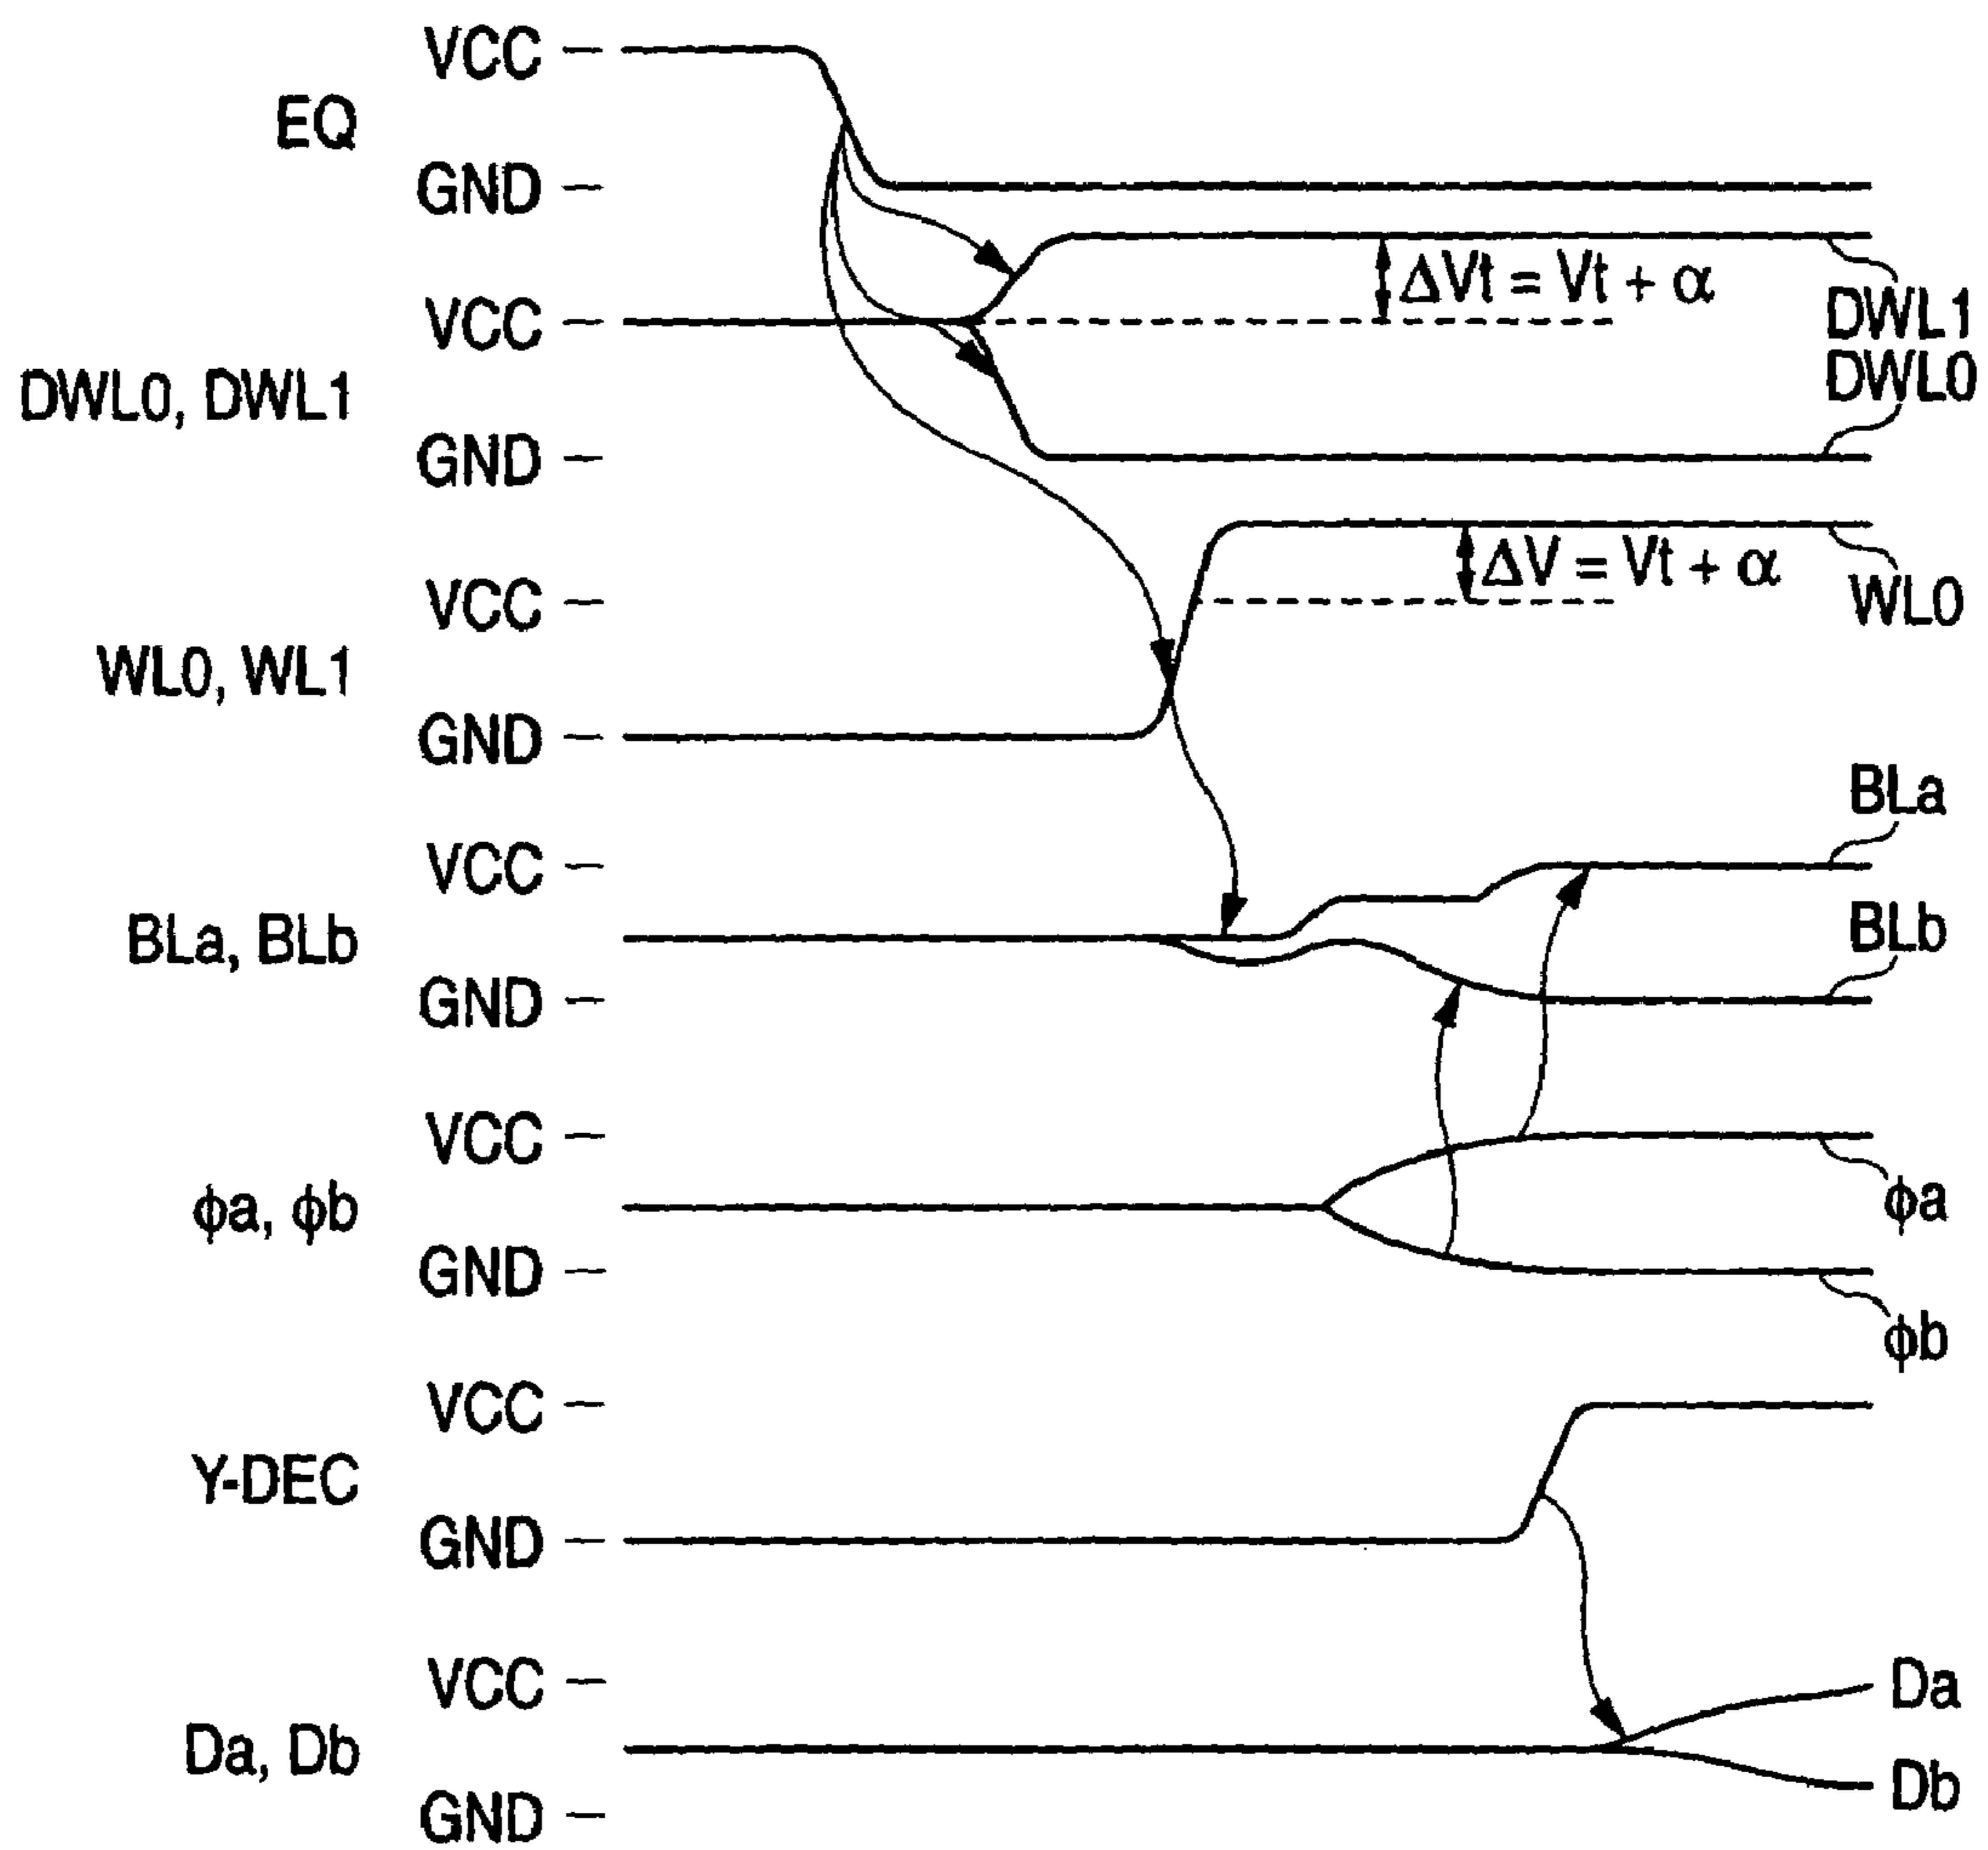 VCC —
EQ
GND —
ΔVt = Vt + α
VCC —
DWL1
DWL0
DWL0, DWL1
GND —
ΔV = Vt + α
VCC —
WL0
WL0, WL1
GND —
BLa
VCC —
BLb
BLa, BLb
GND —
VCC —
ϕa
ϕa, ϕb
GND —
ϕb
VCC —
Y-DEC
GND —
VCC —
Da
Da, Db
Db
GND —